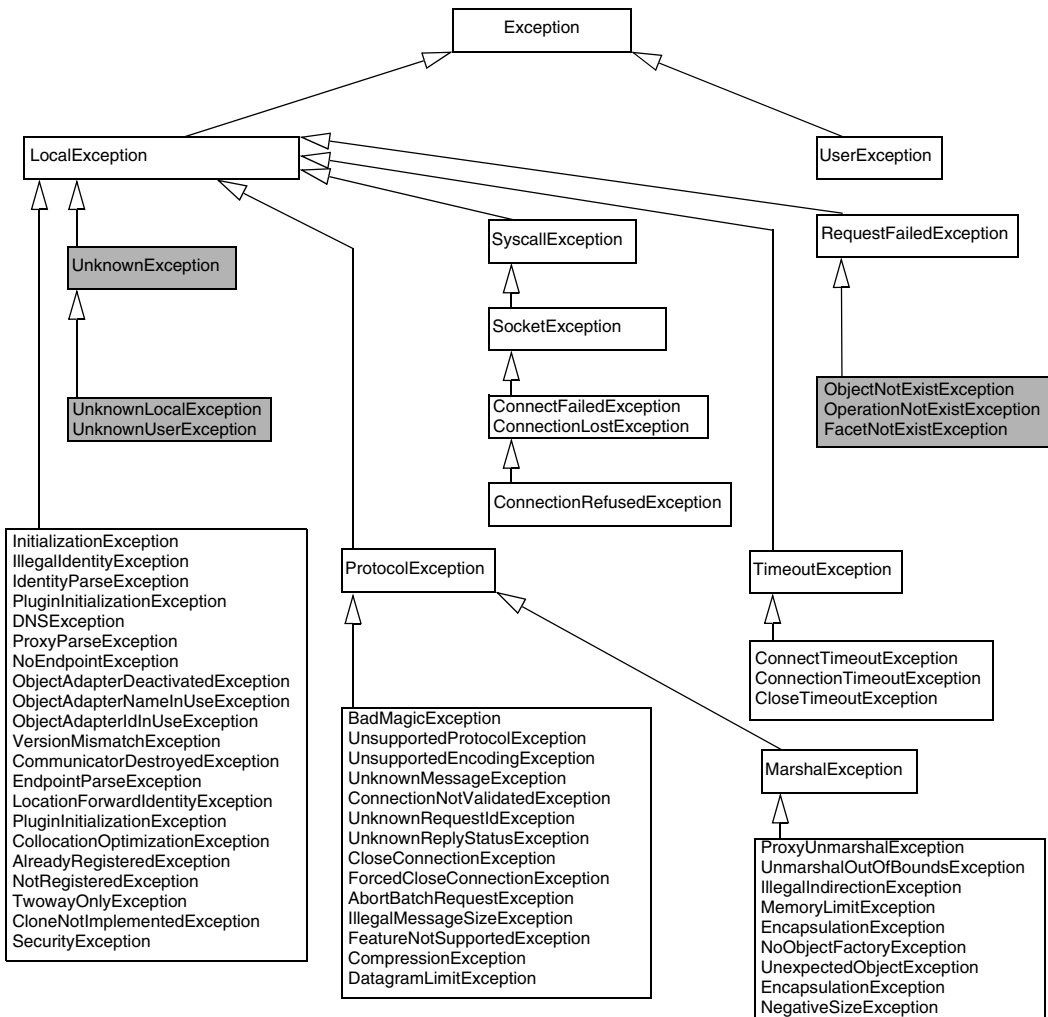 Exception
LocalException
UserException
SyscallException
RequestFailedException
UnknownException
SocketException
ObjectNotExistException
OperationNotExistException
FacetNotExistException
UnknownLocalException
UnknownUserException
ConnectFailedException
ConnectionLostException
ConnectionRefusedException
InitializationException
IllegalIdentityException
IdentityParseException
PluginInitializationException
DNSException
ProxyParseException
NoEndpointException
ObjectAdapterDeactivatedException
ObjectAdapterNameInUseException
ObjectAdapterIdInUseException
VersionMismatchException
CommunicatorDestroyedException
EndpointParseException
LocationForwardIdentityException
PluginInitializationException
CollocationOptimizationException
AlreadyRegisteredException
NotRegisteredException
TwowayOnlyException
CloneNotImplementedException
SecurityException
ProtocolException
TimeoutException
ConnectTimeoutException
ConnectionTimeoutException
CloseTimeoutException
BadMagicException
UnsupportedProtocolException
UnsupportedEncodingException
UnknownMessageException
ConnectionNotValidatedException
UnknownRequestIdException
UnknownReplyStatusException
CloseConnectionException
ForcedCloseConnectionException
AbortBatchRequestException
IllegalMessageSizeException
FeatureNotSupportedException
CompressionException
DatagramLimitException
MarshalException
ProxyUnmarshalException
UnmarshalOutOfBoundsException
IllegalIndirectionException
MemoryLimitException
EncapsulationException
NoObjectFactoryException
UnexpectedObjectException
EncapsulationException
NegativeSizeException